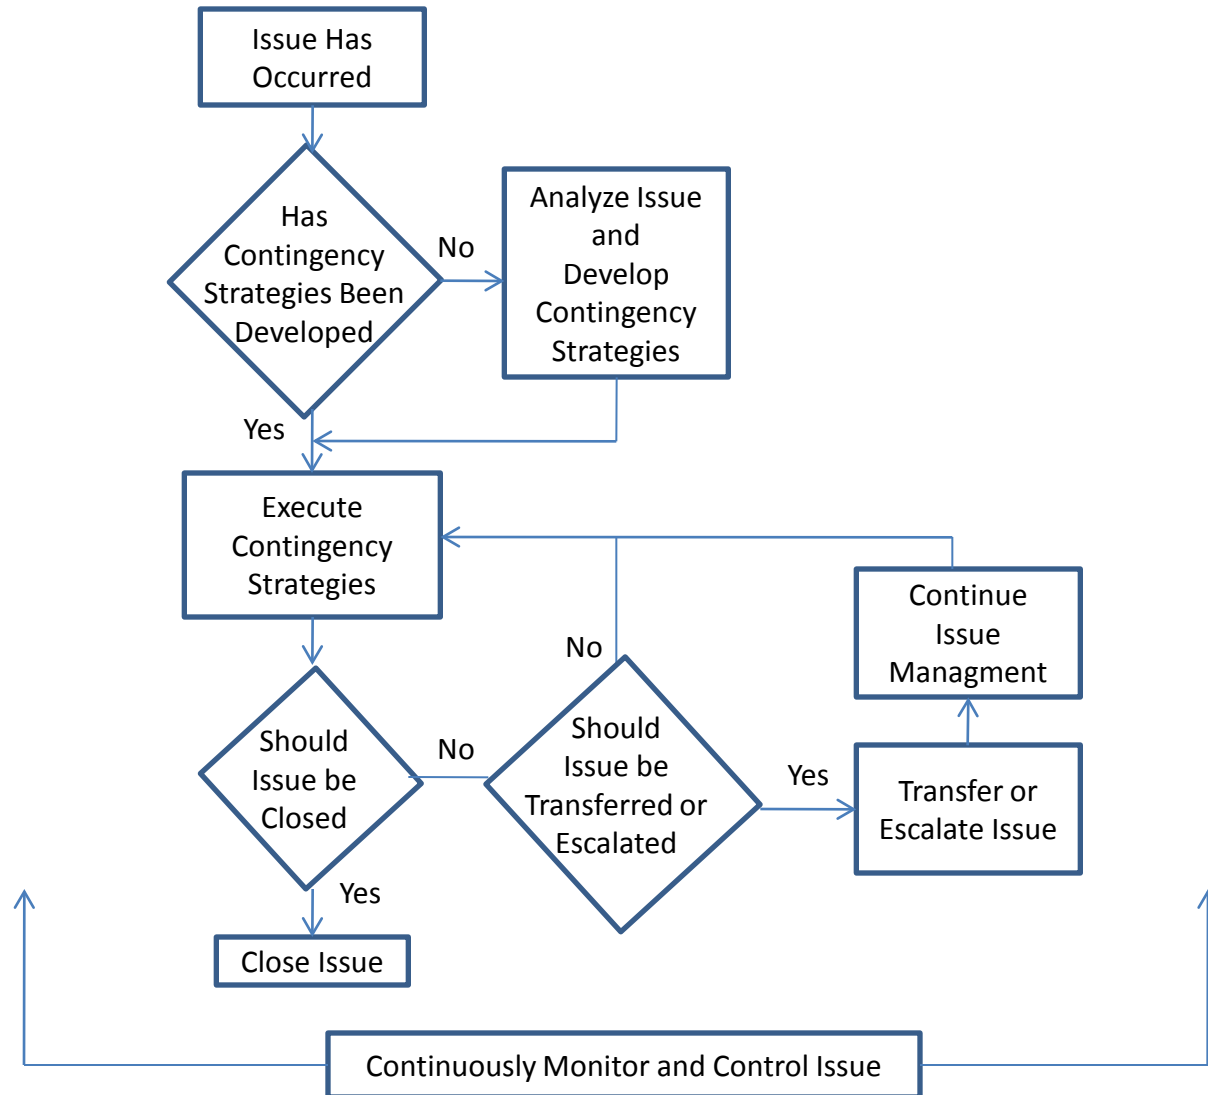 Issue Has
Occurred
Has
Contingency
Strategies Been
Developed
No
Analyze Issue
and
Develop
Contingency
Strategies
Yes
Execute
Contingency
Strategies
No
Continue
Issue
Managment
Should
Issue be
Closed
No
Should
Issue be
Transferred or
Escalated
Yes
Transfer or
Escalate Issue
Yes
Close Issue
Continuously Monitor and Control Issue